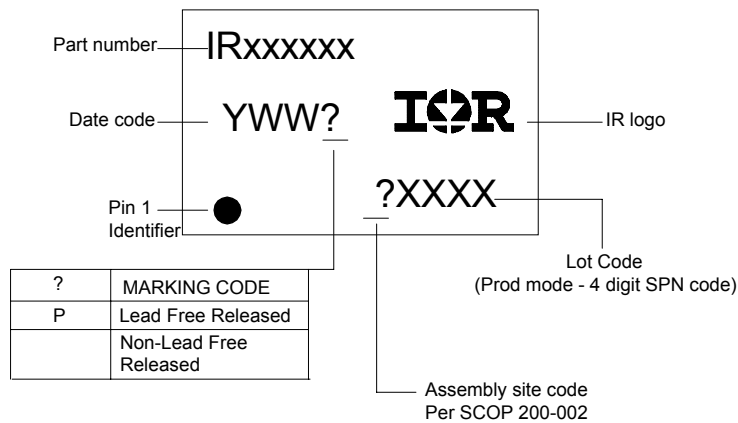 Part number
IRxxxxxx
Date code
YWW?
IOR
IR logo
Pin 1
Identifier
?XXXX
Lot Code
(Prod mode - 4 digit SPN code)
? MARKING CODE
P Lead Free Released
Non-Lead Free
Released
Assembly site code
Per SCOP 200-002